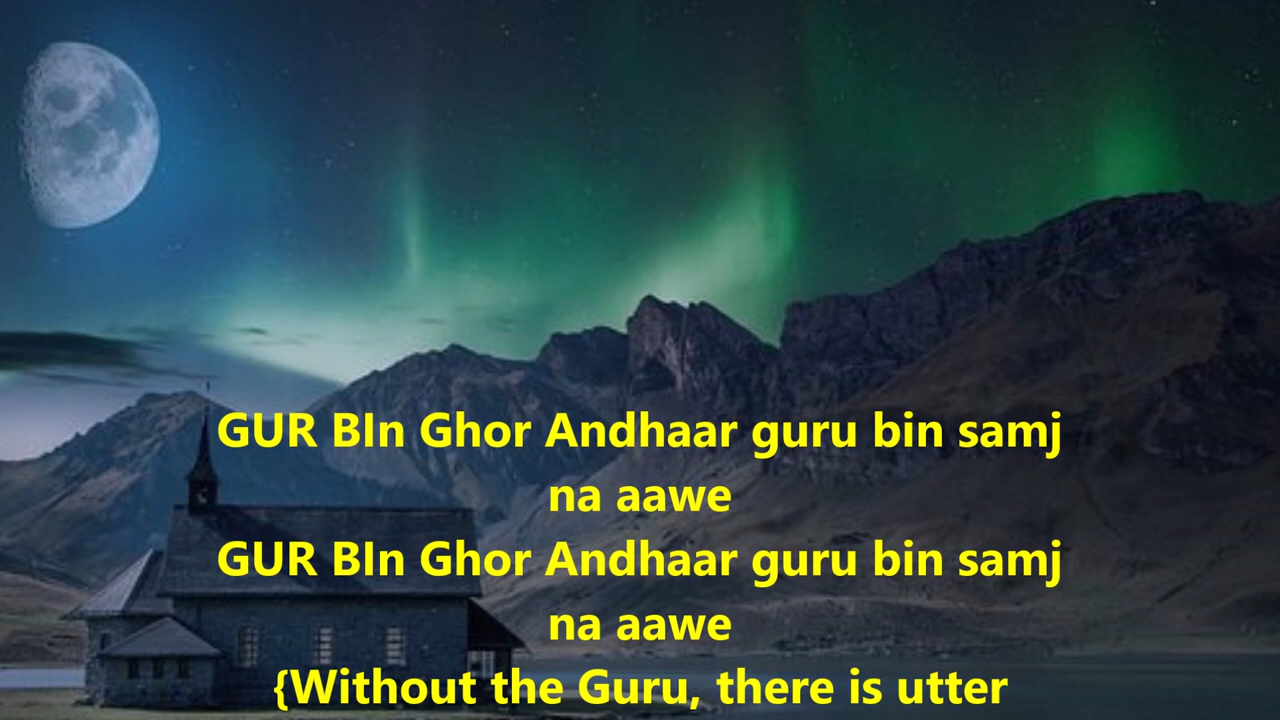 GUR BIn Ghor Andhaar guru bin samj
na aawe
GUR BIn Ghor Andhaar guru bin samj
na aawe
{Without the Guru, there is utter